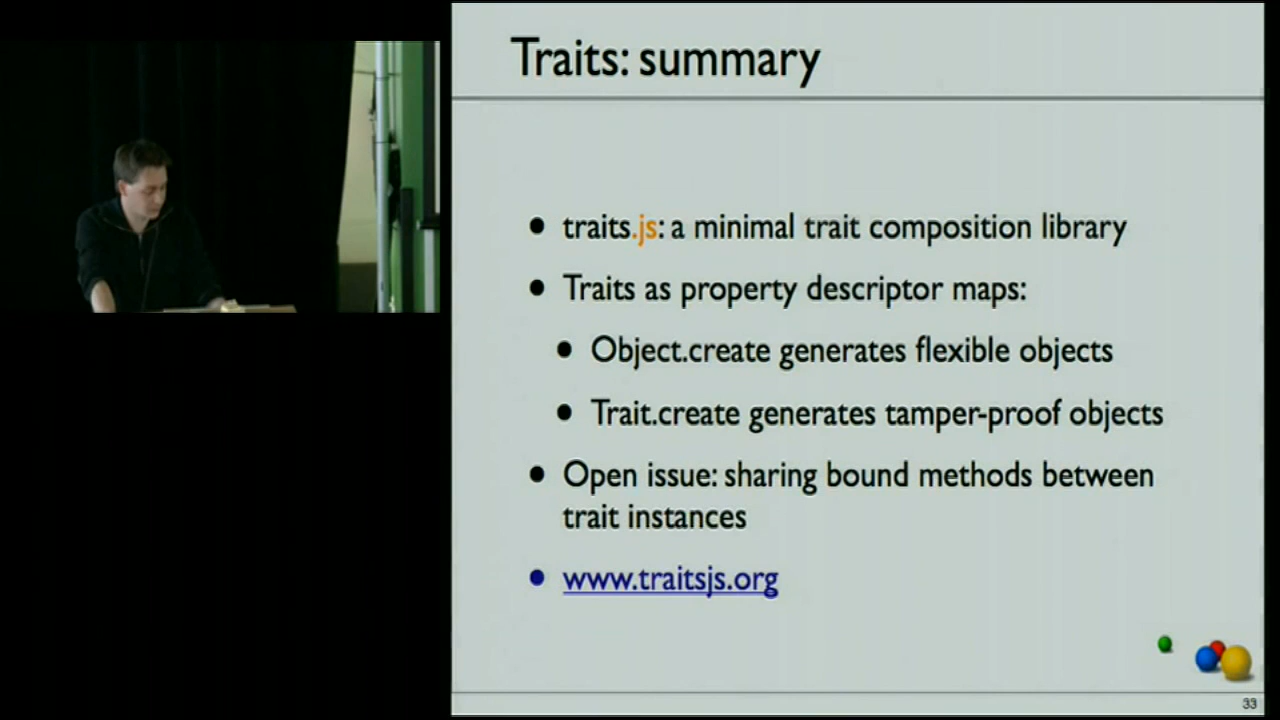 Traits: summary
• traits.js: a minimal trait composition library
• Traits as property descriptor maps:
• Object.create generates flexible objects
• Trait.create generates tamper-proof objects
• Open issue: sharing bound methods between
trait instances
• www.traitsjs.org
33